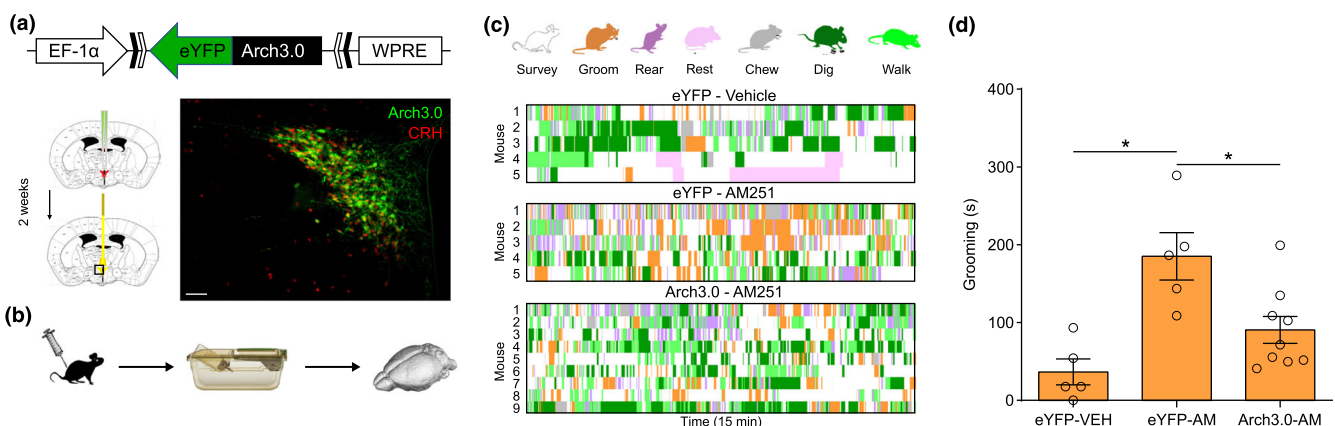 (a)
EF-1α
eYFP
Arch3.0
WPRE
Arch3.0
CRH
2 weeks
(b)
(c)
Survey
Groom
Rear
Rest
Chew
Dig
Walk
eYFP - Vehicle
Mouse
1
2
3
4
5
eYFP - AM251
Mouse
1
2
3
4
5
Arch3.0 - AM251
Mouse
1
2
3
4
5
6
7
8
9
Time (15 min)
(d)
Grooming (s)
400
300
200
100
0
*
*
eYFP-VEH
eYFP-AM
Arch3.0-AM